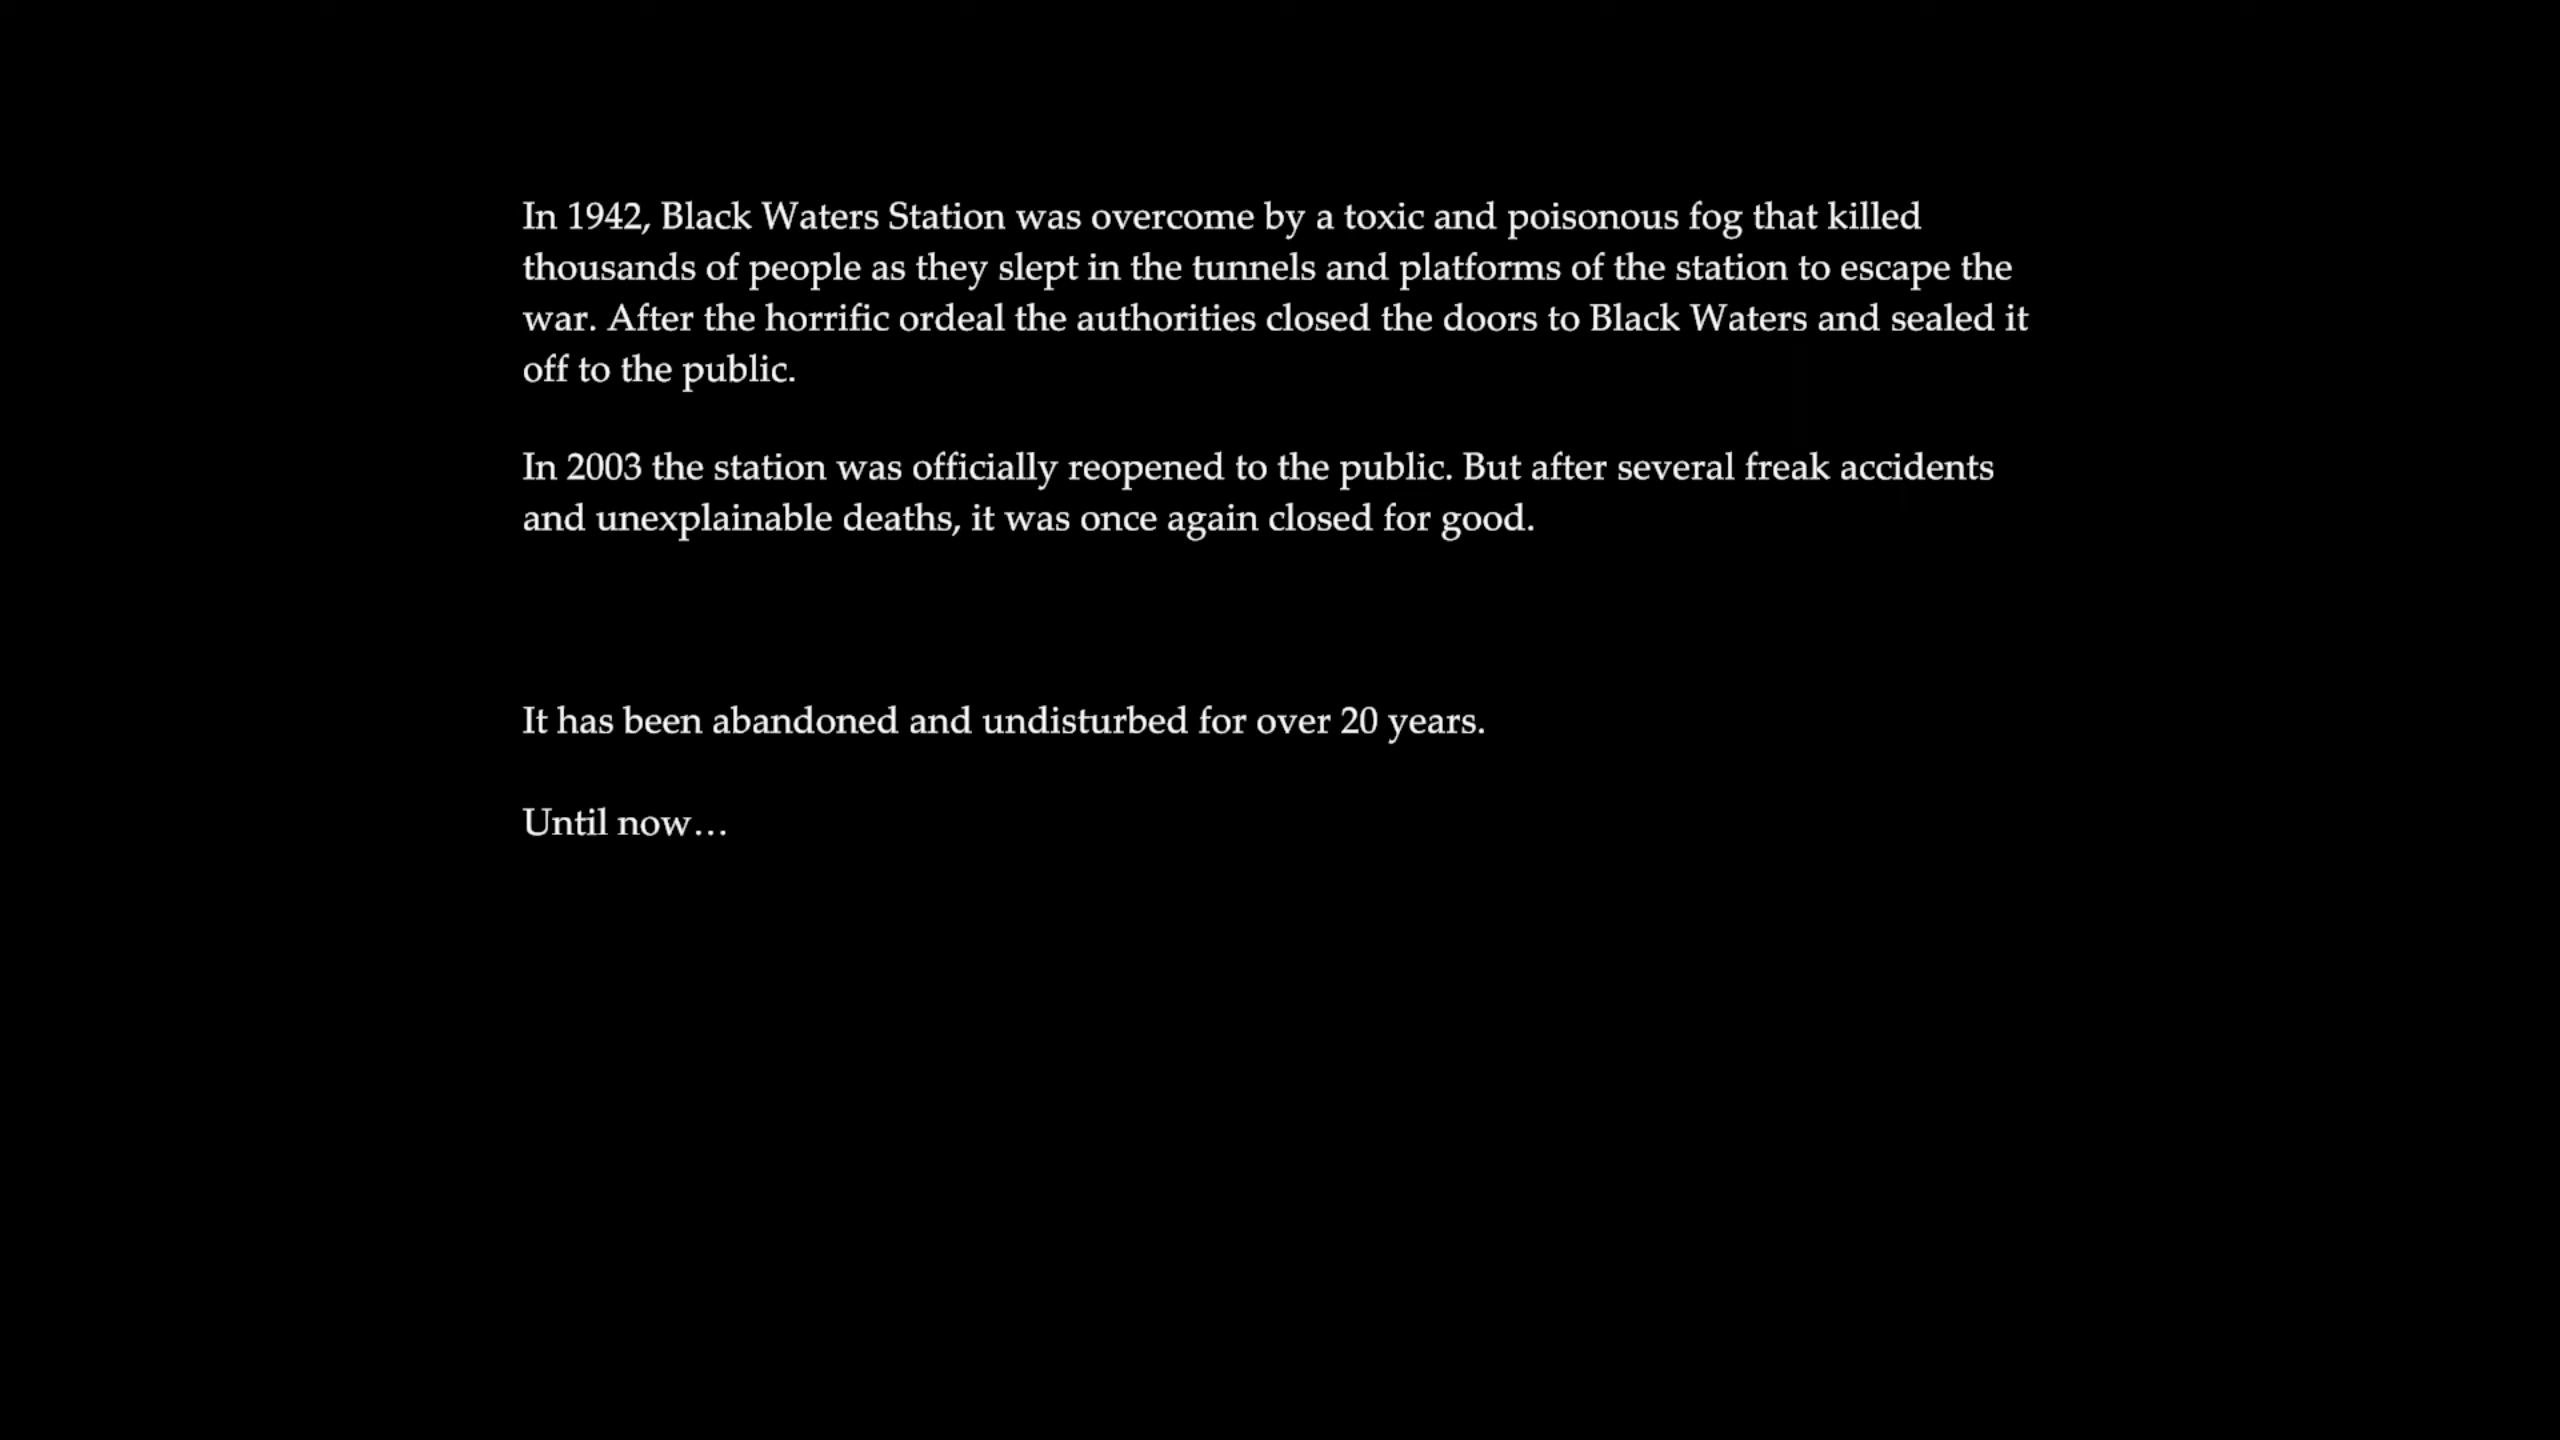 In 1942, Black Waters Station was overcome by a toxic and poisonous fog that killed
thousands of people as they slept in the tunnels and platforms of the station to escape the
war. After the horrific ordeal the authorities closed the doors to Black Waters and sealed it
off to the public.
In 2003 the station was officially reopened to the public. But after several freak accidents
and unexplainable deaths, it was once again closed for good.
It has been abandoned and undisturbed for over 20 years.
Until now…